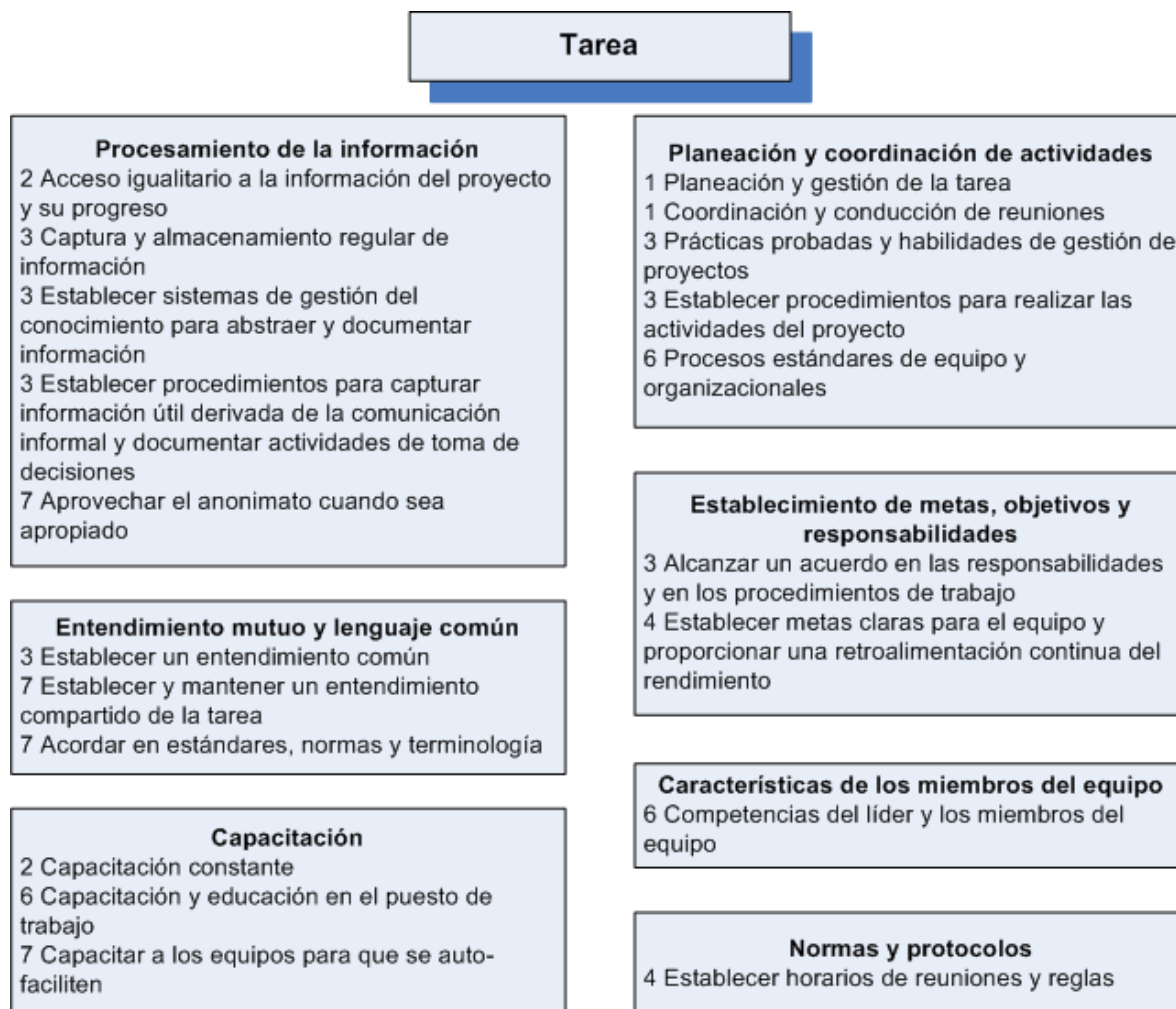 Tarea
Procesamiento de la información
2 Acceso igualitario a la información del proyecto
y su progreso
3 Captura y almacenamiento regular de
información
3 Establecer sistemas de gestión del
conocimiento para abstraer y documentar
información
3 Establecer procedimientos para capturar
información útil derivada de la comunicación
informal y documentar actividades de toma de
decisiones
7 Aprovechar el anonimato cuando sea
apropiado
Entendimiento mutuo y lenguaje común
3 Establecer un entendimiento común
7 Establecer y mantener un entendimiento
compartido de la tarea
7 Acordar en estándares, normas y terminología
Capacitación
2 Capacitación constante
6 Capacitación y educación en el puesto de
trabajo
7 Capacitar a los equipos para que se auto-
faciliten
Planeación y coordinación de actividades
1 Planeación y gestión de la tarea
1 Coordinación y conducción de reuniones
3 Prácticas probadas y habilidades de gestión de
proyectos
3 Establecer procedimientos para realizar las
actividades del proyecto
6 Procesos estándares de equipo y
organizacionales
Establecimiento de metas, objetivos y
responsabilidades
3 Alcanzar un acuerdo en las responsabilidades
y en los procedimientos de trabajo
4 Establecer metas claras para el equipo y
proporcionar una retroalimentación continua del
rendimiento
Características de los miembros del equipo
6 Competencias del líder y los miembros del
equipo
Normas y protocolos
4 Establecer horarios de reuniones y reglas